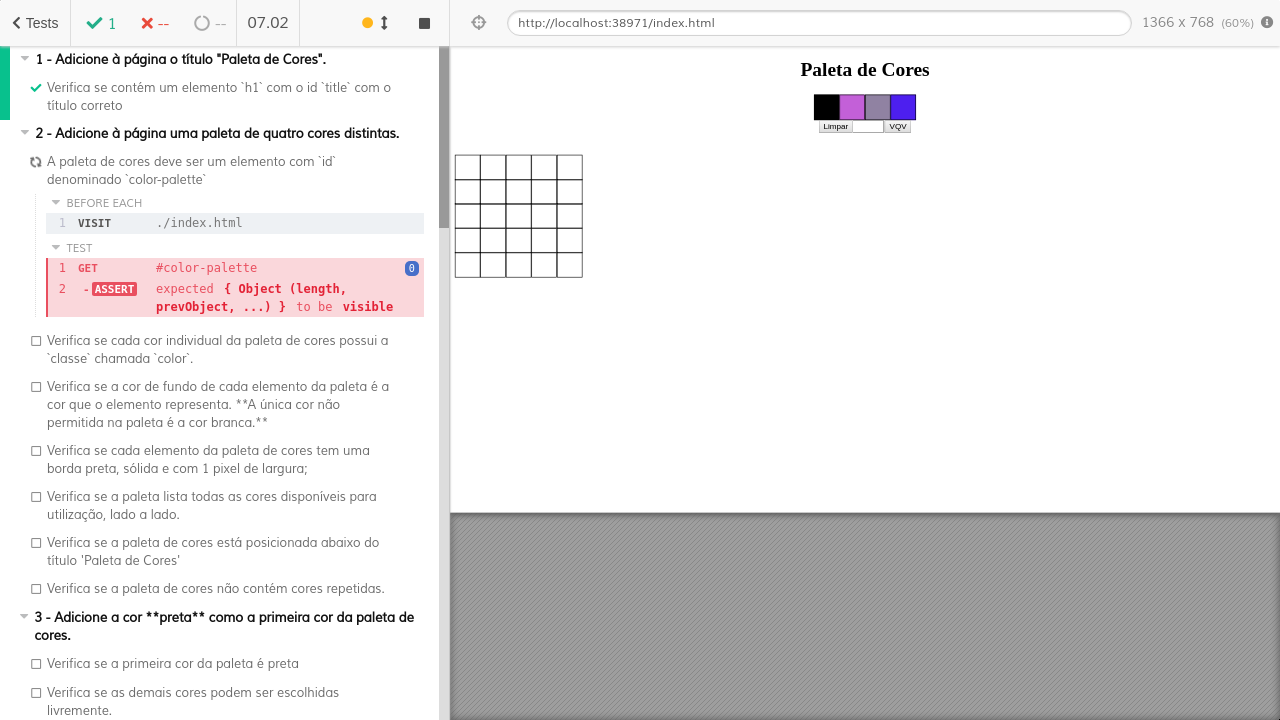 Tests
1
--
--
07.02
http://localhost:38971/index.html
1366 x 768 (60%)
1 - Adicione à página o título "Paleta de Cores".
Verifica se contém um elemento `h1` com o id `title` com o
título correto
2 - Adicione à página uma paleta de quatro cores distintas.
A paleta de cores deve ser um elemento com `id`
denominado `color-palette`
BEFORE EACH
1 VISIT ./index.html
TEST
1 GET #color-palette 0
2 -ASSERT expected { Object (length,
prevObject, ...) } to be visible
Verifica se cada cor individual da paleta de cores possui a
`classe` chamada `color`.
Verifica se a cor de fundo de cada elemento da paleta é a
cor que o elemento representa. **A única cor não
permitida na paleta é a cor branca.**
Verifica se cada elemento da paleta de cores tem uma
borda preta, sólida e com 1 pixel de largura;
Verifica se a paleta lista todas as cores disponíveis para
utilização, lado a lado.
Verifica se a paleta de cores está posicionada abaixo do
título 'Paleta de Cores'
Verifica se a paleta de cores não contém cores repetidas.
3 - Adicione a cor **preta** como a primeira cor da paleta de
cores.
Verifica se a primeira cor da paleta é preta
Verifica se as demais cores podem ser escolhidas
livremente.
Paleta de Cores
Limpar VQV